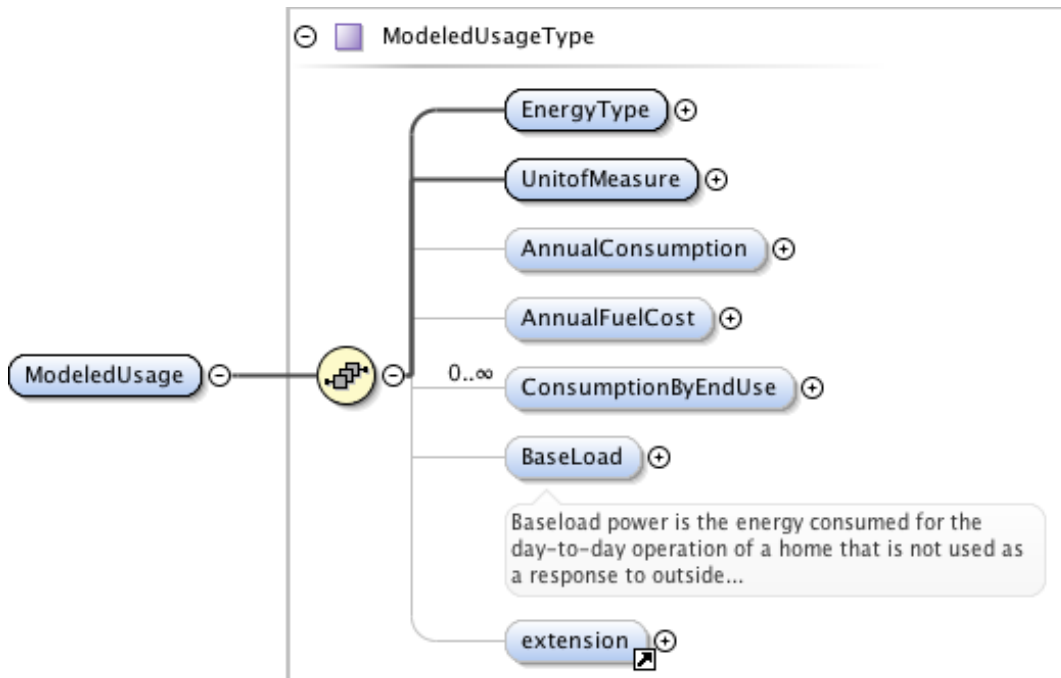 ModeledUsageType
EnergyType
UnitofMeasure
AnnualConsumption
AnnualFuelCost
ModeledUsage
0..∞
ConsumptionByEndUse
BaseLoad
Baseload power is the energy consumed for the
day-to-day operation of a home that is not used as
a response to outside...
extension